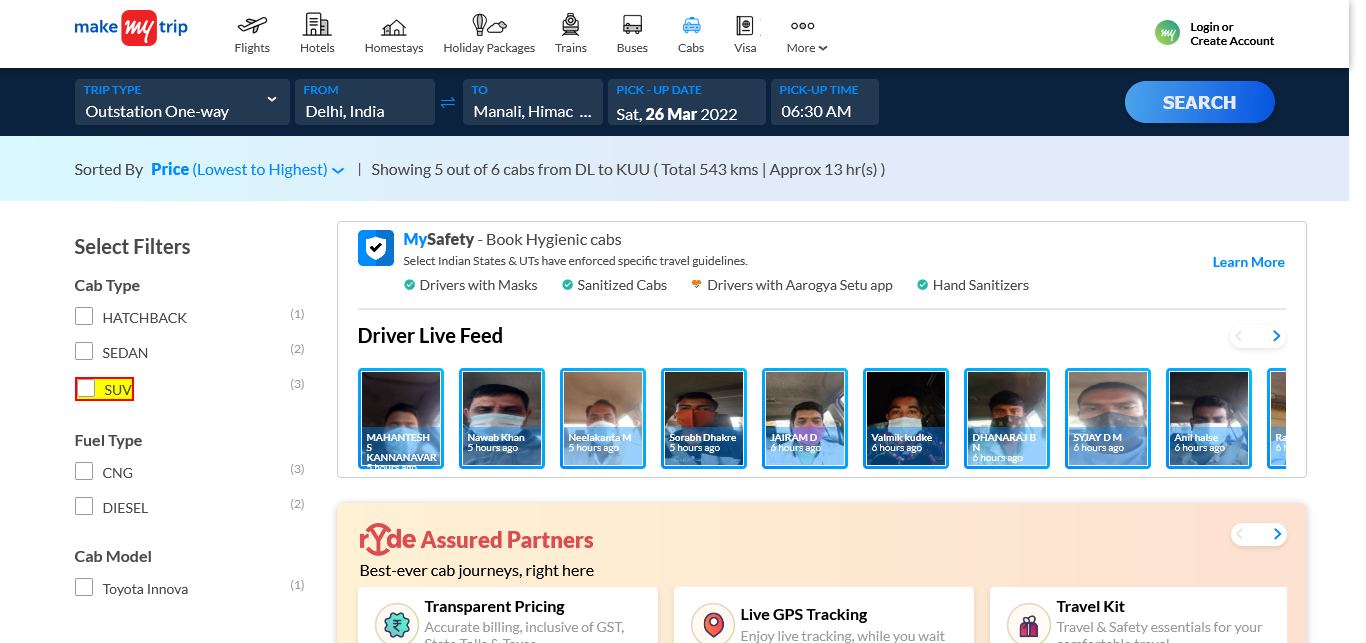 make my trip
Flights
Hotels
Homestays
Holiday Packages
Trains
Buses
Cabs
Visa
More
my
Login or
Create Account
TRIP TYPE
Outstation One-way
FROM
Delhi, India
TO
Manali, Himac ...
PICK - UP DATE
Sat, 26 Mar 2022
PICK-UP TIME
06:30 AM
SEARCH
Sorted By Price (Lowest to Highest) | Showing 5 out of 6 cabs from DL to KUU ( Total 543 kms | Approx 13 hr(s) )
Select Filters
Cab Type
HATCHBACK (1)
SEDAN (2)
SUV (3)
Fuel Type
CNG (3)
DIESEL (2)
Cab Model
Toyota Innova (1)
MySafety - Book Hygienic cabs
Select Indian States & UTs have enforced specific travel guidelines.
Learn More
Drivers with Masks
Sanitized Cabs
Drivers with Aarogya Setu app
Hand Sanitizers
Driver Live Feed
MAHANTESH
S
KANNANAVAR
5 hours ago
Nawab Khan
5 hours ago
Neelakanta M
5 hours ago
Sorabh Dhakre
5 hours ago
JAIRAM D
6 hours ago
Valmik kudke
6 hours ago
DHANARAJ B
N
6 hours ago
SYJAY D M
6 hours ago
Anil halse
6 hours ago
Ra
6 h
ryde Assured Partners
Best-ever cab journeys, right here
Transparent Pricing
Accurate billing, inclusive of GST,
State Tolls & Taxes
Live GPS Tracking
Enjoy live tracking, while you wait
Travel Kit
Travel & Safety essentials for your
comfortable travel